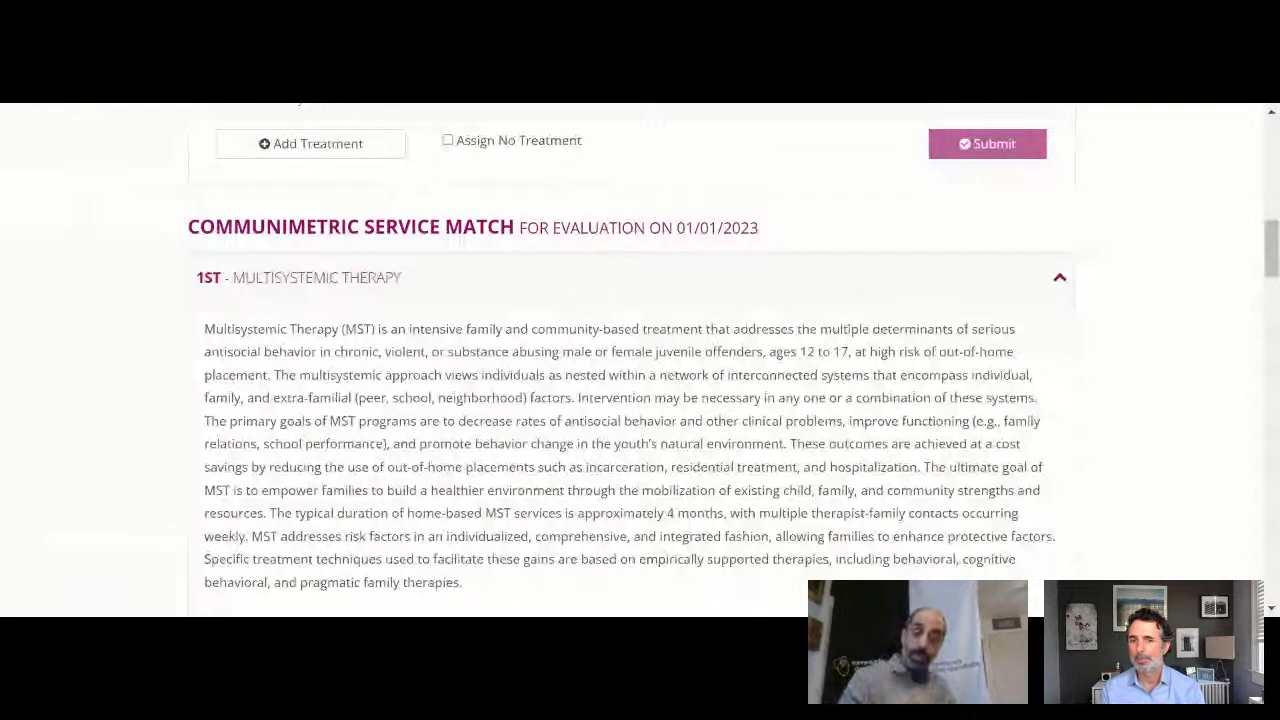 Add Treatment
Assign No Treatment
Submit
COMMUNIMETRIC SERVICE MATCH FOR EVALUATION ON 01/01/2023
1ST - MULTISYSTEMIC THERAPY
Multisystemic Therapy (MST) is an intensive family and community-based treatment that addresses the multiple determinants of serious
antisocial behavior in chronic, violent, or substance abusing male or female juvenile offenders, ages 12 to 17, at high risk of out-of-home
placement. The multisystemic approach views individuals as nested within a network of interconnected systems that encompass individual,
family, and extra-familial (peer, school, neighborhood) factors. Intervention may be necessary in any one or a combination of these systems.
The primary goals of MST programs are to decrease rates of antisocial behavior and other clinical problems, improve functioning (e.g., family
relations, school performance), and promote behavior change in the youth's natural environment. These outcomes are achieved at a cost
savings by reducing the use of out-of-home placements such as incarceration, residential treatment, and hospitalization. The ultimate goal of
MST is to empower families to build a healthier environment through the mobilization of existing child, family, and community strengths and
resources. The typical duration of home-based MST services is approximately 4 months, with multiple therapist-family contacts occurring
weekly. MST addresses risk factors in an individualized, comprehensive, and integrated fashion, allowing families to enhance protective factors.
Specific treatment techniques used to facilitate these gains are based on empirically supported therapies, including behavioral, cognitive
behavioral, and pragmatic family therapies.